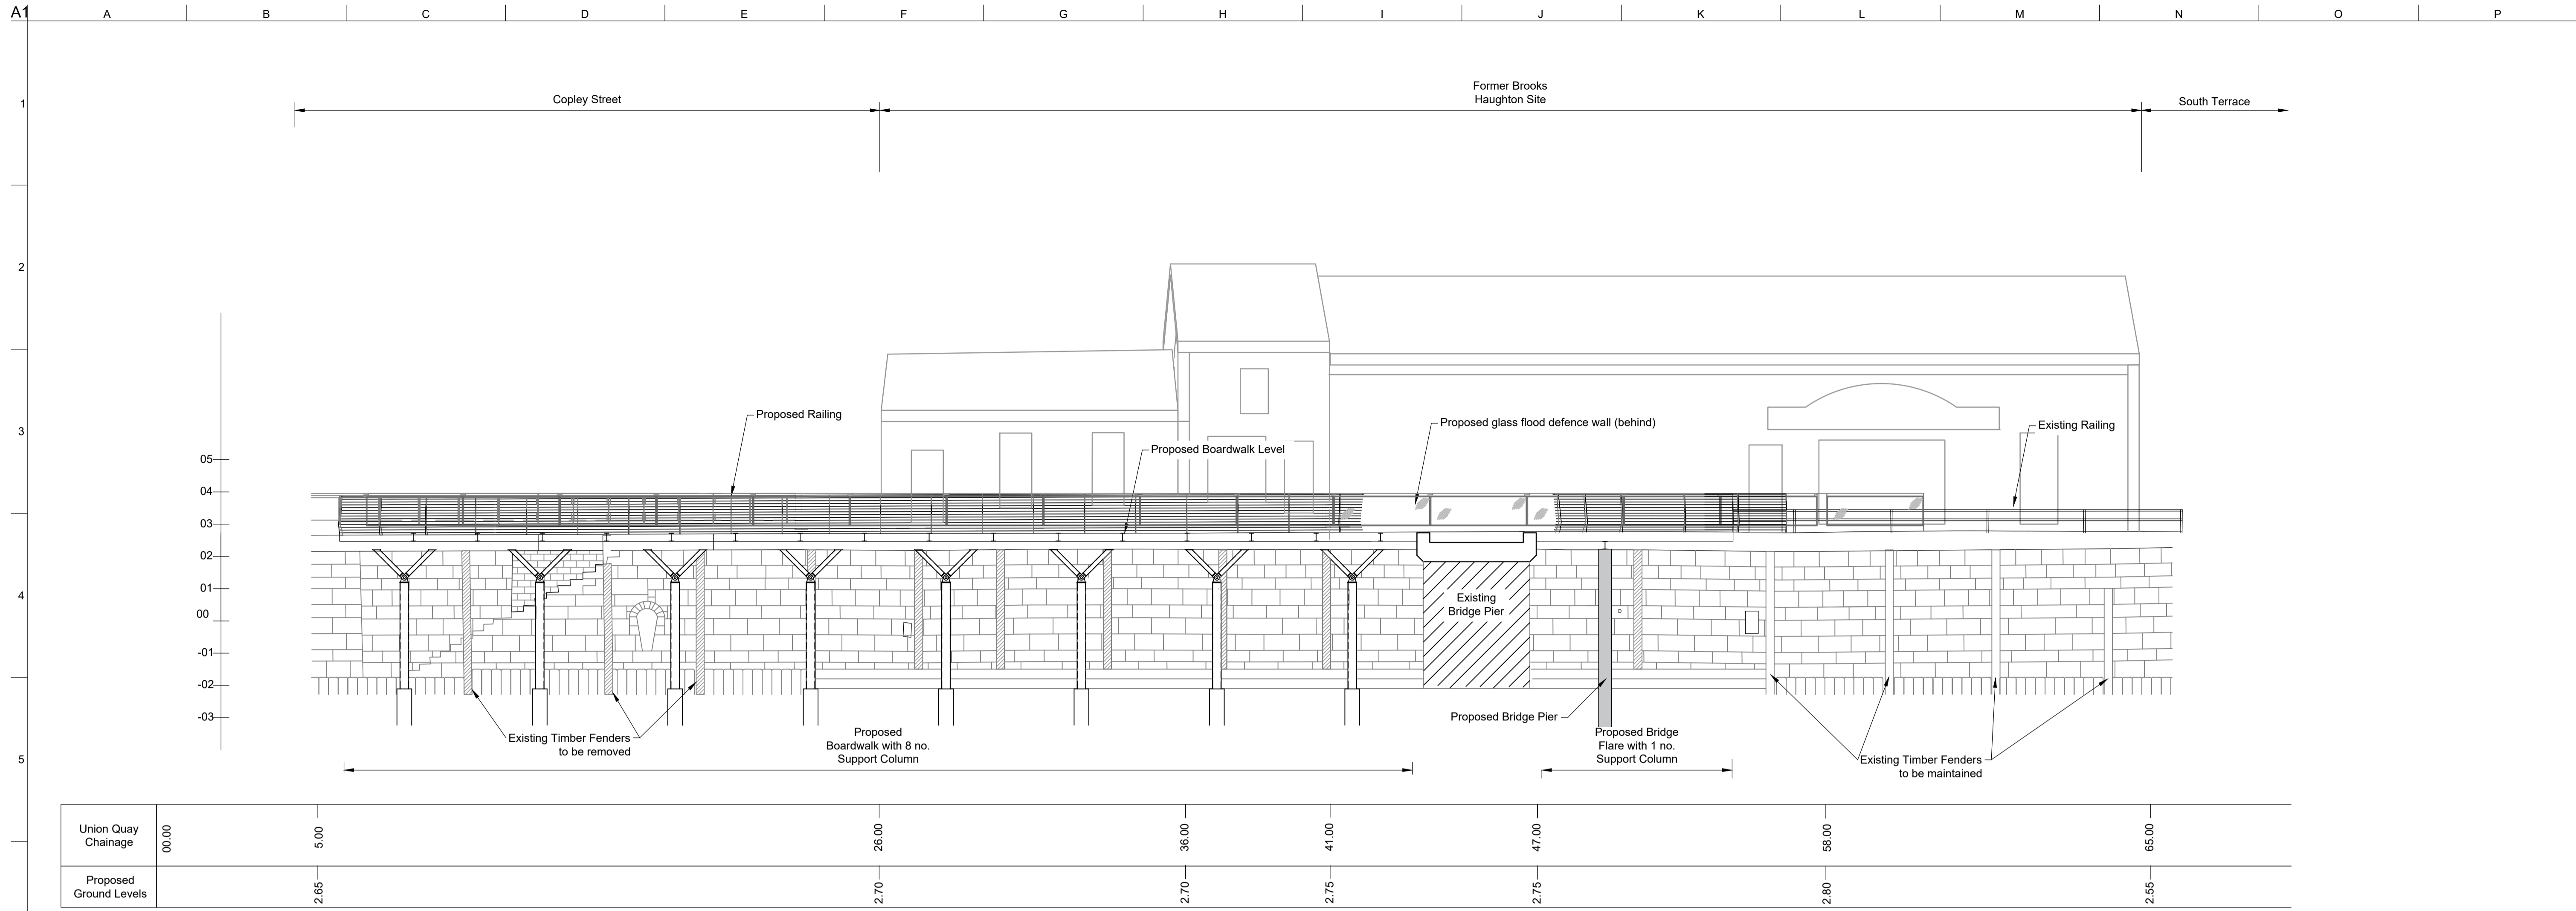 A1
A B C D E F G H I J K L M N O P
1
2
3
4
5
Copley Street
Former Brooks
Haughton Site
South Terrace
Proposed Railing
Proposed Boardwalk Level
Proposed glass flood defence wall (behind)
Existing Railing
05
04
03
02
01
00
-01
-02
-03
Existing
Bridge Pier
Existing Timber Fenders
to be removed
Proposed
Boardwalk with 8 no.
Support Column
Proposed Bridge Pier
Proposed Bridge
Flare with 1 no.
Support Column
Existing Timber Fenders
to be maintained
Union Quay
Chainage
00.00 5.00 26.00 36.00 41.00 47.00 58.00 65.00
Proposed
Ground Levels
2.65 2.70 2.70 2.75 2.75 2.80 2.55